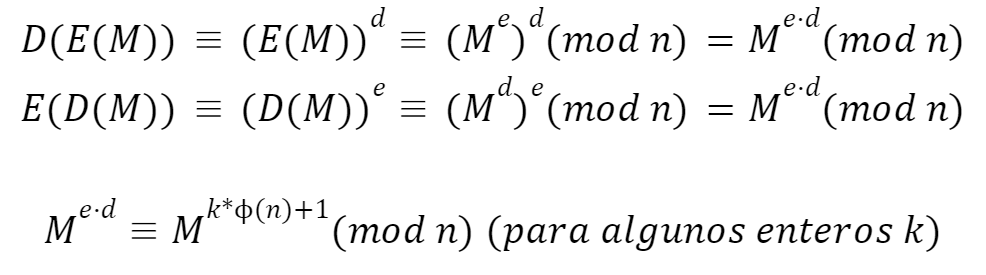 D(E(M)) ≡ (E(M))^d ≡ (M^e)^d (mod n) = M^{e·d} (mod n)
E(D(M)) ≡ (D(M))^e ≡ (M^d)^e (mod n) = M^{e·d} (mod n)
M^{e·d} ≡ M^{k*ϕ(n)+1} (mod n) (para algunos enteros k)